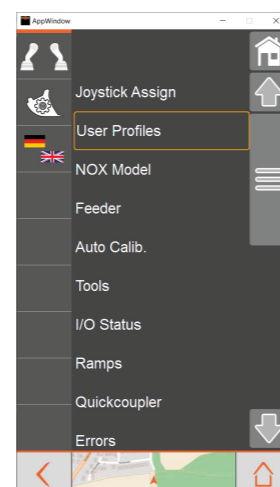 AppWindow
Joystick Assign
User Profiles
NOX Model
Feeder
Auto Calib.
Tools
I/O Status
Ramps
Quickcoupler
Errors